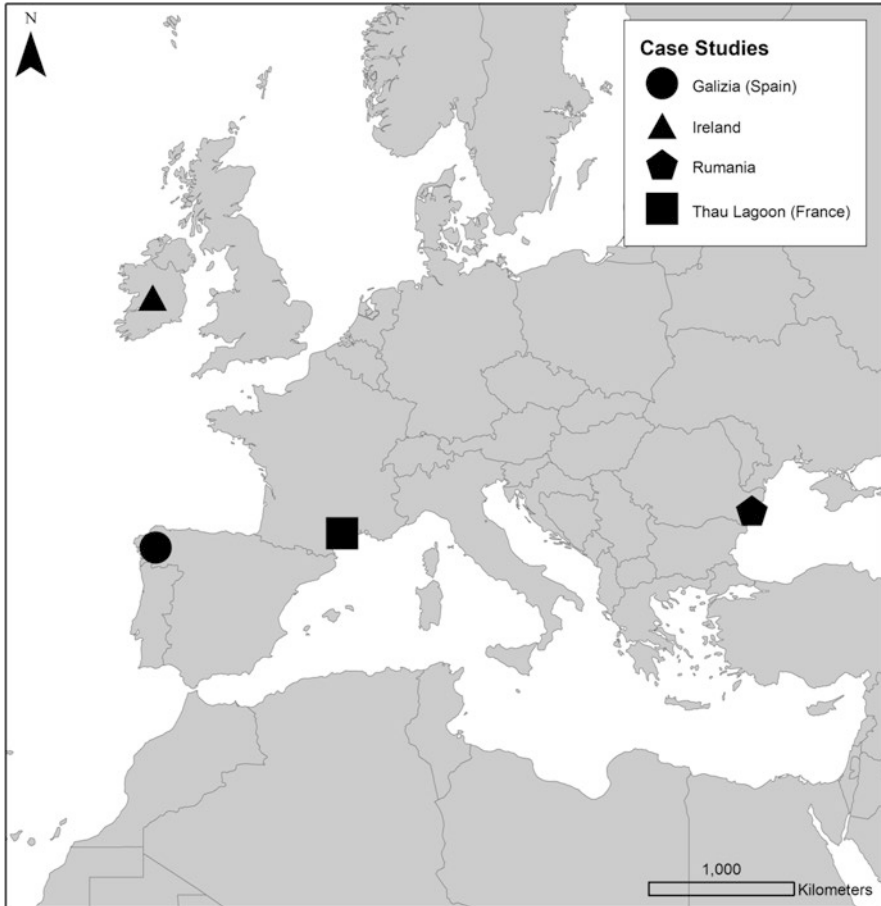 N
Case Studies
Galizia (Spain)
Ireland
Rumania
Thau Lagoon (France)
1,000
Kilometers